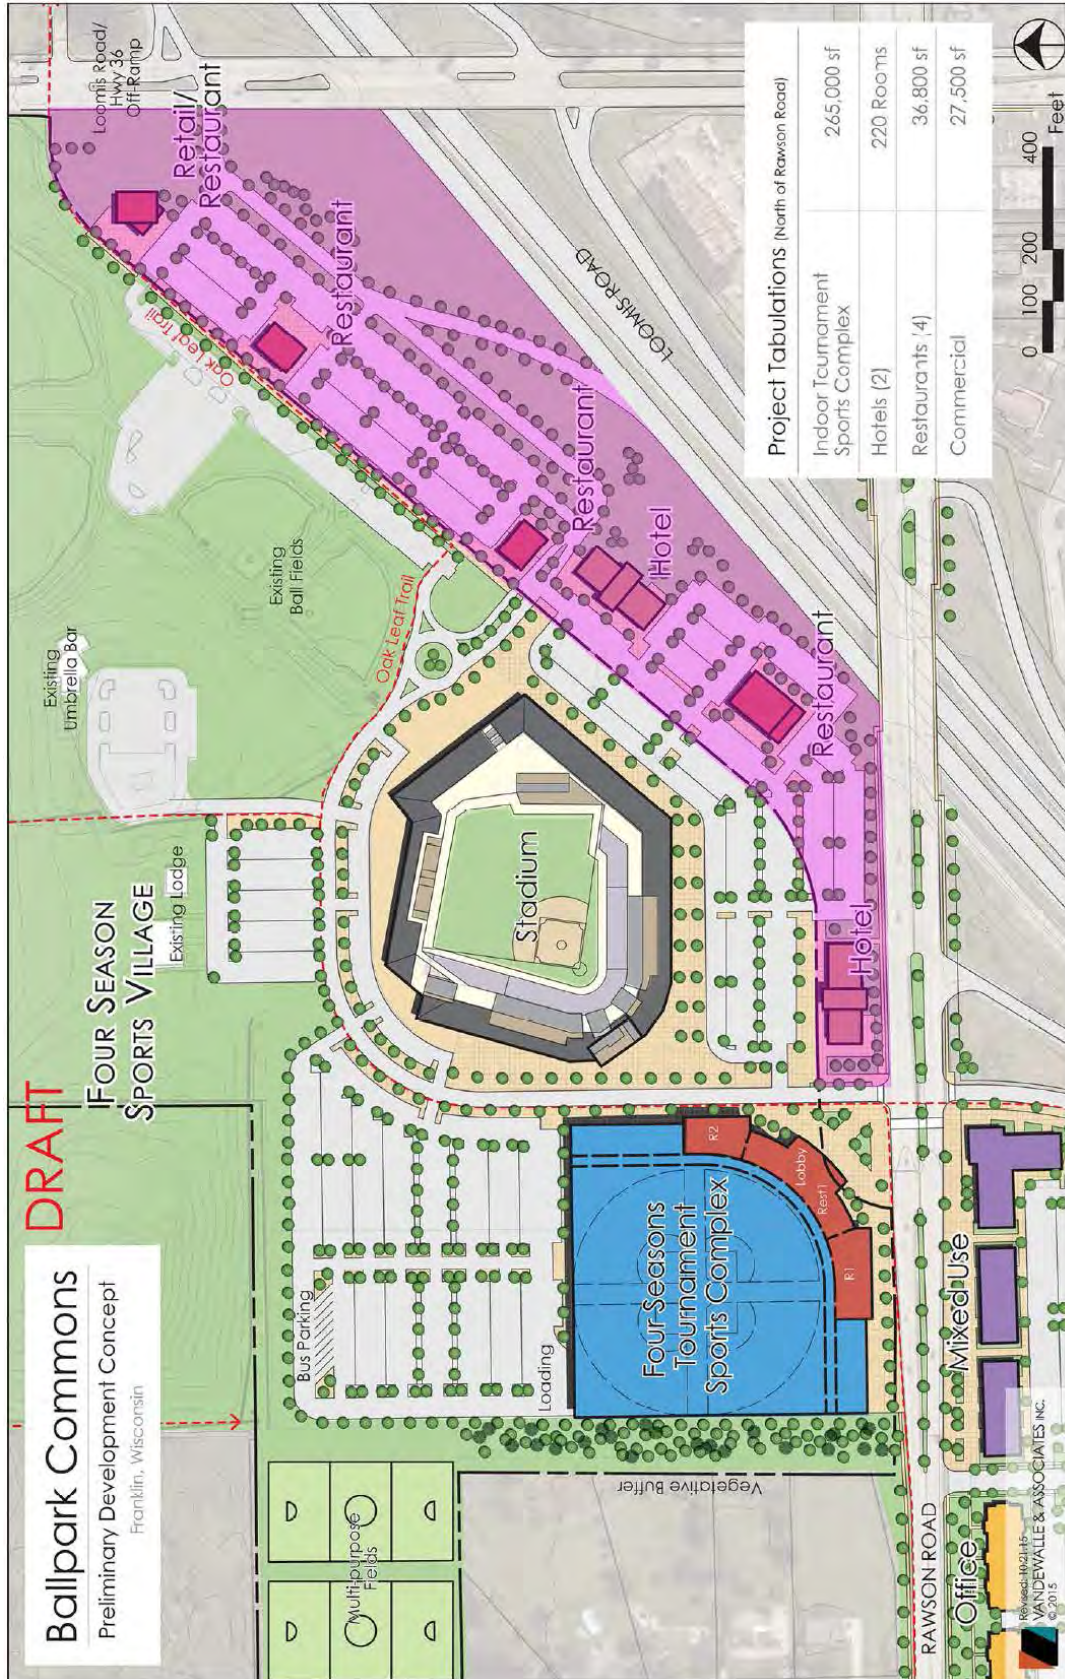 Ballpark Commons
Preliminary Development Concept
Franklin, Wisconsin
DRAFT
FOUR SEASON
SPORTS VILLAGE
Existing Lodge
Existing
Umbrella Bar
Existing
Ball Fields
Oak Leaf Trail
Oak Leaf Trail
Loomis Road/
Hwy 36
Off-Ramp
Retail/
Restaurant
Restaurant
Restaurant
Hotel
Restaurant
Hotel
LOOMIS ROAD
Stadium
Bus Parking
Loading
Multi-purpose
Fields
Vegetative Buffer
Four Seasons
Tournament
Sports Complex
R2
Lobby
Rest1
R1
Mixed Use
Office
RAWSON ROAD
Project Tabulations (North of Rawson Road)
Indoor Tournament
Sports Complex 265,000 sf
Hotels (2) 220 Rooms
Restaurants (4) 36,800 sf
Commercial 27,500 sf
0 100 200 400
Feet
Revised: 10.21.15
VANDEWALLE & ASSOCIATES INC.
© 2015